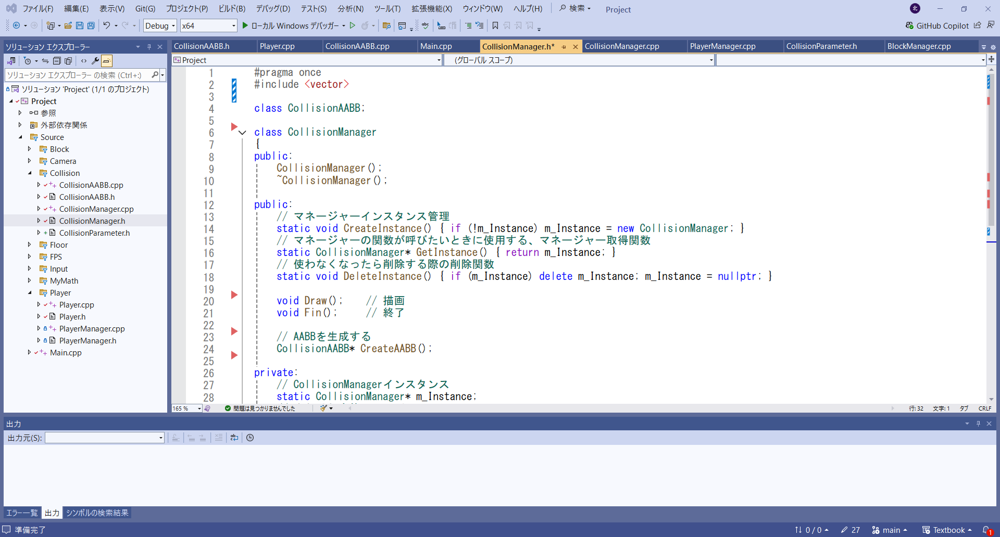 ファイル(F) 編集(E) 表示(V) Git(G) プロジェクト(P) ビルド(B) デバッグ(D) テスト(S) 分析(N) ツール(T) 拡張機能(X) ウィンドウ(W) ヘルプ(H) 検索 Project 北
Debug x64 ローカル Windows デバッガー abc GitHub Copilot
ソリューション エクスプローラー
ソリューション エクスプローラー の検索 (Ctrl+:)
ソリューション 'Project' (1/1 のプロジェクト)
Project
参照
外部依存関係
Source
Block
Camera
Collision
CollisionAABB.cpp
CollisionAABB.h
CollisionManager.cpp
CollisionManager.h
CollisionParameter.h
Floor
FPS
Input
MyMath
Player
Player.cpp
Player.h
PlayerManager.cpp
PlayerManager.h
Main.cpp
CollisionAABB.h Player.cpp CollisionAABB.cpp Main.cpp CollisionManager.h* CollisionManager.cpp PlayerManager.cpp CollisionParameter.h BlockManager.cpp
Project (グローバル スコープ)
1 #pragma once
2 #include <vector>
3
4 class CollisionAABB;
5
6 class CollisionManager
7 {
8 public:
9 CollisionManager();
10 ~CollisionManager();
11
12 public:
13 // マネージャーインスタンス管理
14 static void CreateInstance() { if (!m_Instance) m_Instance = new CollisionManager; }
15 // マネージャーの関数が呼びたいときに使用する、マネージャー取得関数
16 static CollisionManager* GetInstance() { return m_Instance; }
17 // 使わなくなったら削除する際の削除関数
18 static void DeleteInstance() { if (m_Instance) delete m_Instance; m_Instance = nullptr; }
19
20 void Draw(); // 描画
21 void Fin(); // 終了
22
23 // AABBを生成する
24 CollisionAABB* CreateAABB();
25
26 private:
27 // CollisionManagerインスタンス
28 static CollisionManager* m_Instance;
165 % 問題は見つかりませんでした 行: 32 文字: 1 タブ CRLF
出力
出力元(S):
エラー一覧 出力 シンボルの検索結果
準備完了 0 / 0 27 main Textbook 1